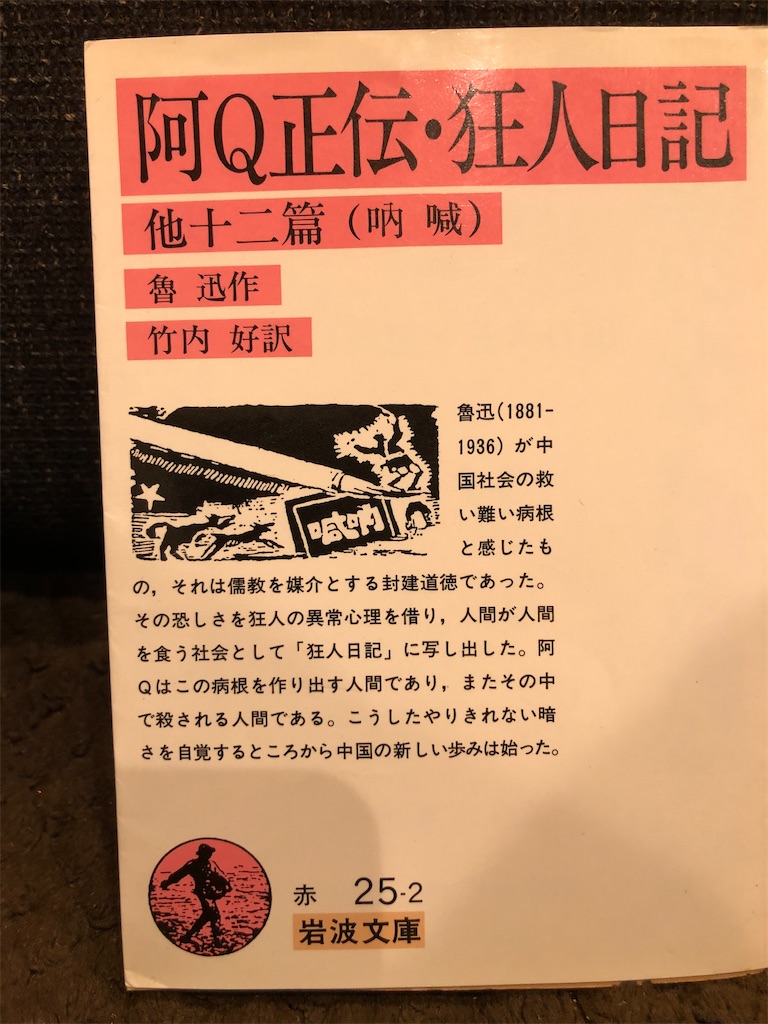 阿Q正伝・狂人日記
他十二篇（吶 喊）
魯 迅作
竹内 好訳
魯迅(1881-
1936)が中
国社会の救
い難い病根
と感じたも
の，それは儒教を媒介とする封建道徳であった。
その恐しさを狂人の異常心理を借り，人間が人間
を食う社会として「狂人日記」に写し出した。阿
Qはこの病根を作り出す人間であり，またその中
で殺される人間である。こうしたやりきれない暗
さを自覚するところから中国の新しい歩みは始った。
喊吶
赤 25-2
岩波文庫